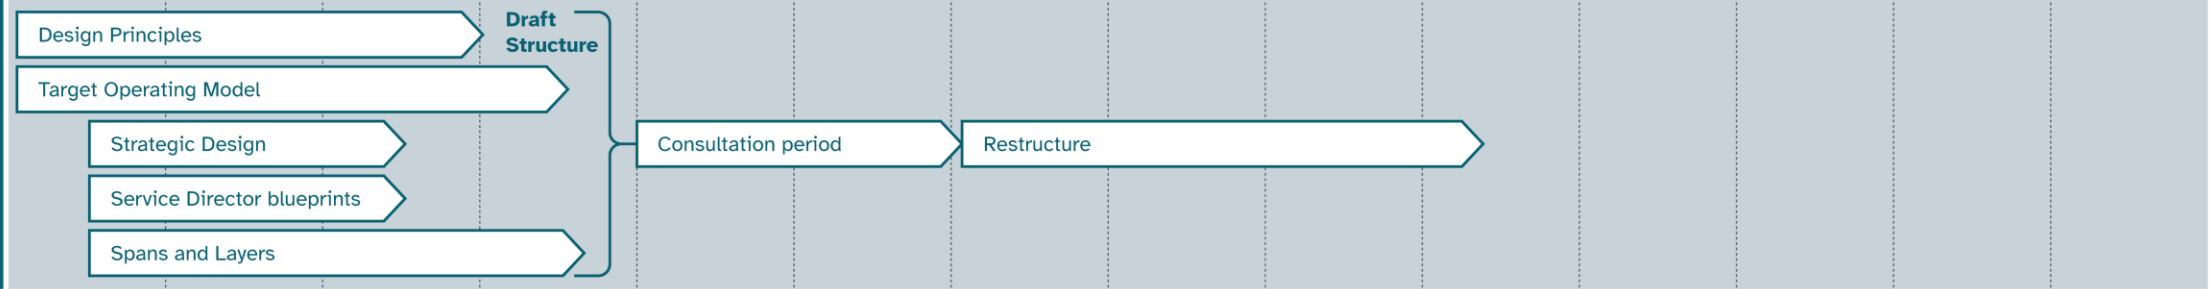 Design Principles
Draft
Structure
Target Operating Model
Strategic Design
Consultation period
Restructure
Service Director blueprints
Spans and Layers